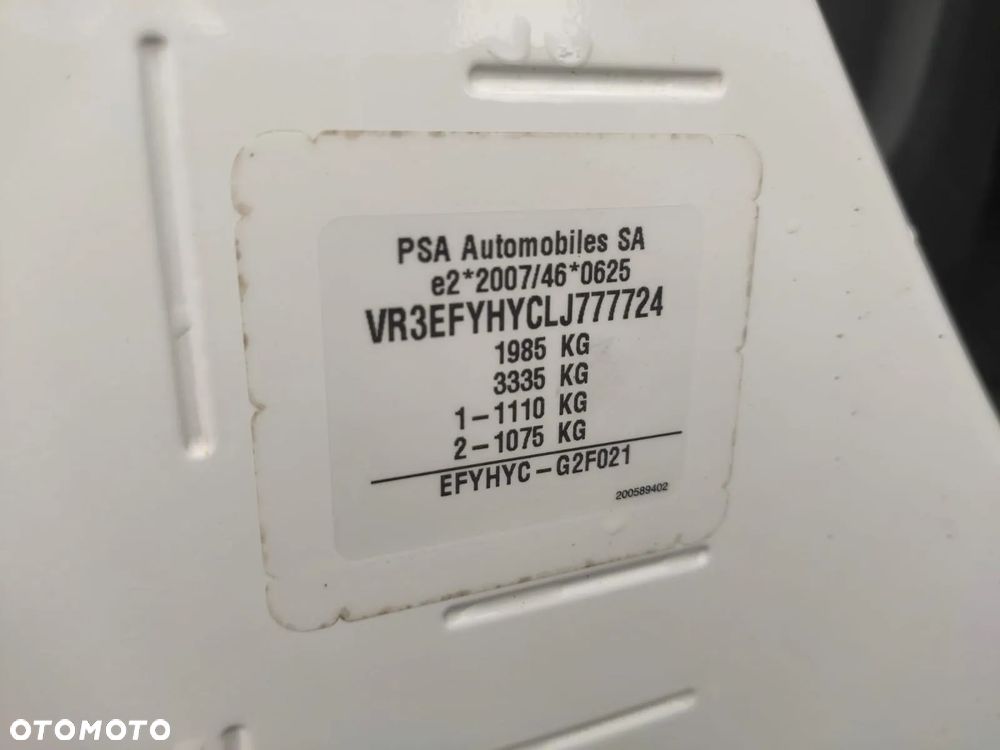 PSA Automobiles SA
e2*2007/46*0625
VR3EFYHYCLJ777724
1985 KG
3335 KG
1-1110 KG
2-1075 KG
EFYHYC-G2F021
200589402
OTOMOTO